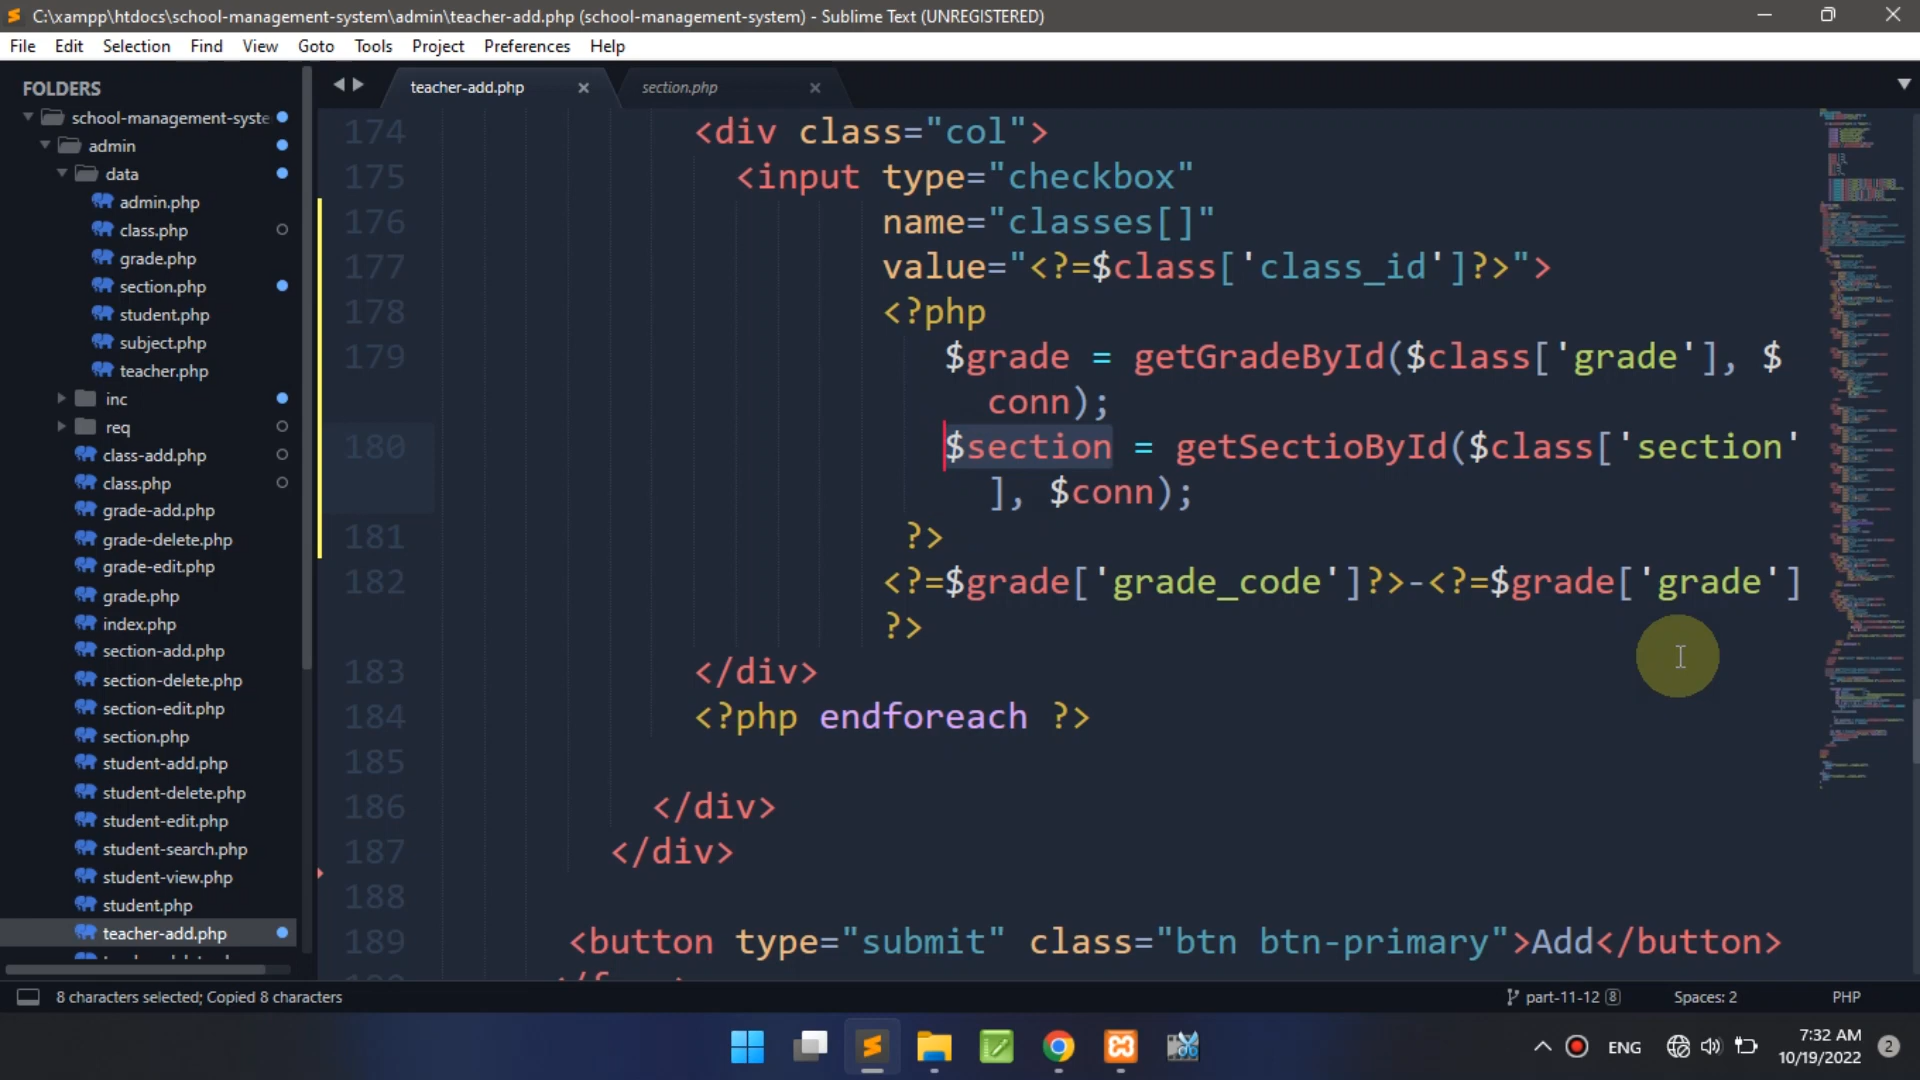 C:\xampp\htdocs\school-management-system\admin\teacher-add.php (school-management-system) - Sublime Text (UNREGISTERED)
File Edit Selection Find View Goto Tools Project Preferences Help
FOLDERS
school-management-syste
admin
data
admin.php
class.php
grade.php
section.php
student.php
subject.php
teacher.php
inc
req
class-add.php
class.php
grade-add.php
grade-delete.php
grade-edit.php
grade.php
index.php
section-add.php
section-delete.php
section-edit.php
section.php
student-add.php
student-delete.php
student-edit.php
student-search.php
student-view.php
student.php
teacher-add.php
teacher-add.php section.php
174 <div class="col">
175 <input type="checkbox"
176 name="classes[]"
177 value="<?=$class['class_id']?>">
178 <?php
179 $grade = getGradeById($class['grade'], $
conn);
180 $section = getSectioById($class['section'
], $conn);
181 ?>
182 <?=$grade['grade_code']?>-<?=$grade['grade']
?>
183 </div>
184 <?php endforeach ?>
185
186 </div>
187 </div>
188
189 <button type="submit" class="btn btn-primary">Add</button>
8 characters selected; Copied 8 characters
part-11-12 8 Spaces: 2 PHP
ENG
7:32 AM
10/19/2022
2